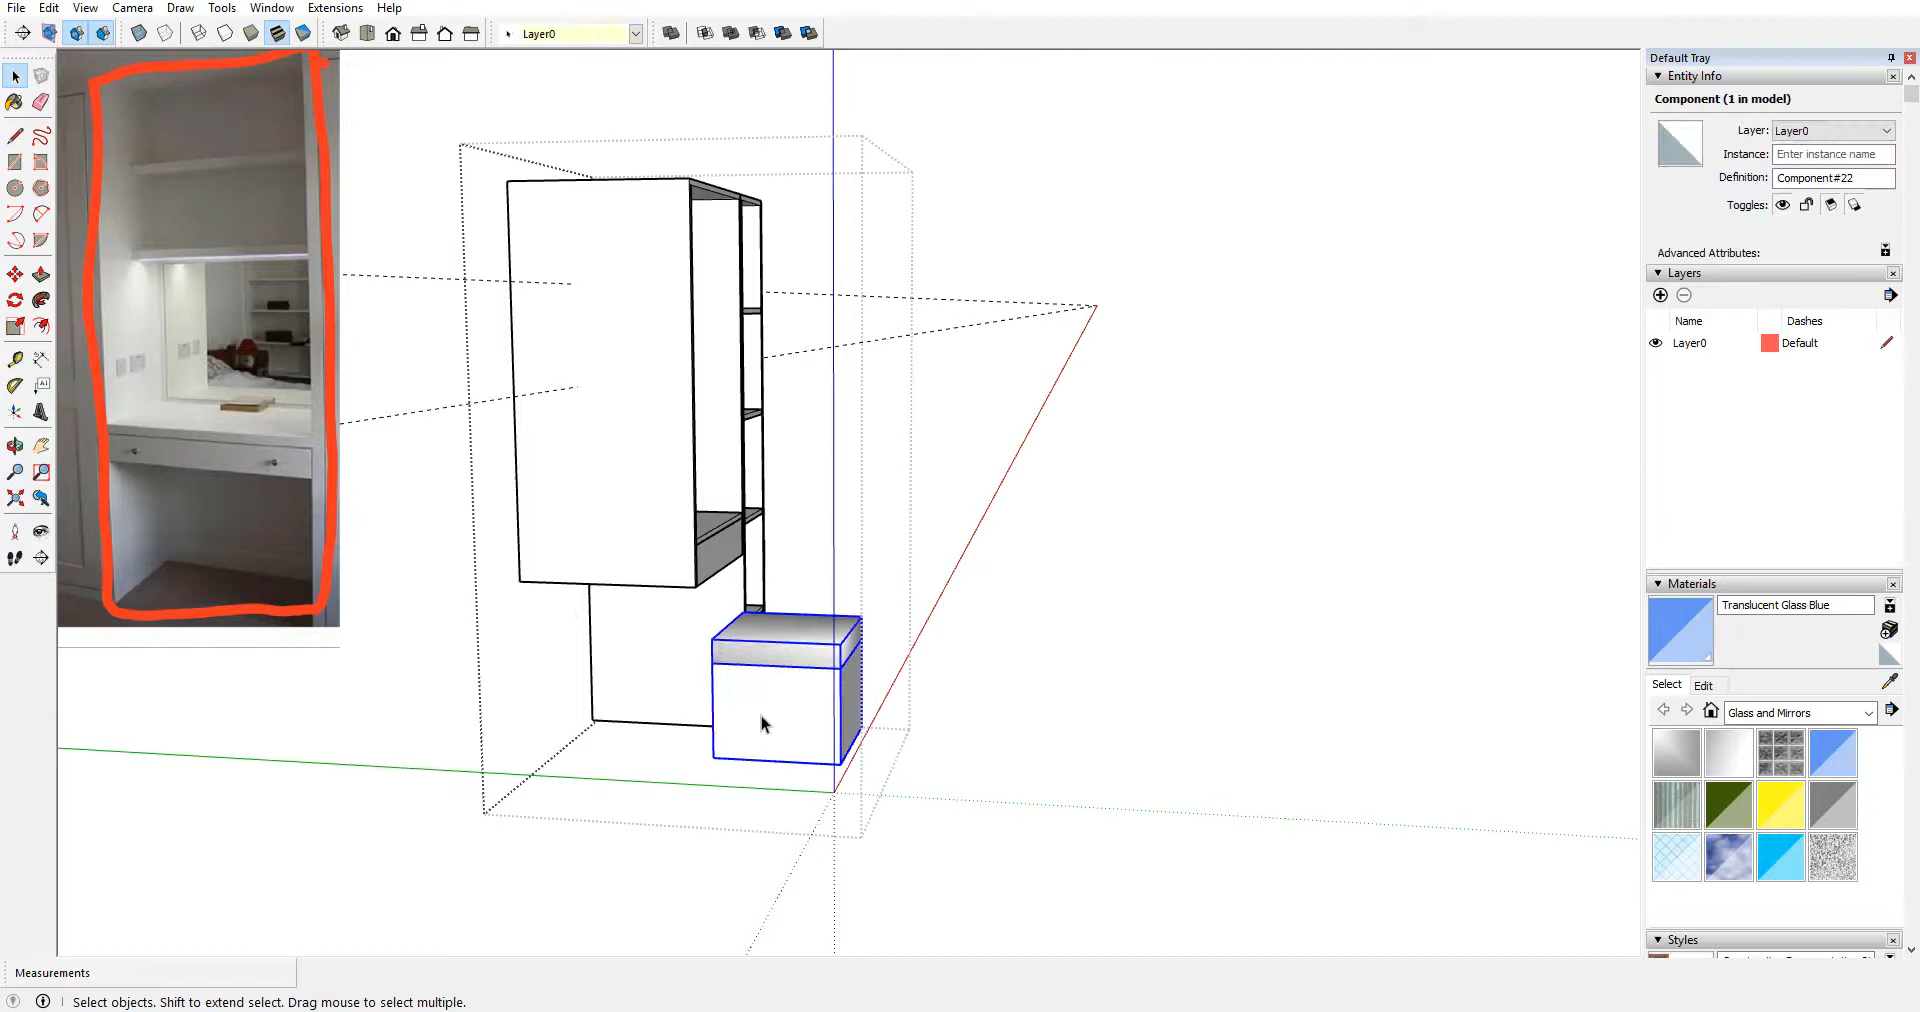 File Edit View Camera Draw Tools Window Extensions Help
Layer0
Default Tray
Entity Info
Component (1 in model)
Layer: Layer0
Instance: Enter instance name
Definition: Component#22
Toggles:
Advanced Attributes:
Layers
Name Dashes
Layer0 Default
Materials
Translucent Glass Blue
Select Edit
Glass and Mirrors
Styles
Measurements
Select objects. Shift to extend select. Drag mouse to select multiple.